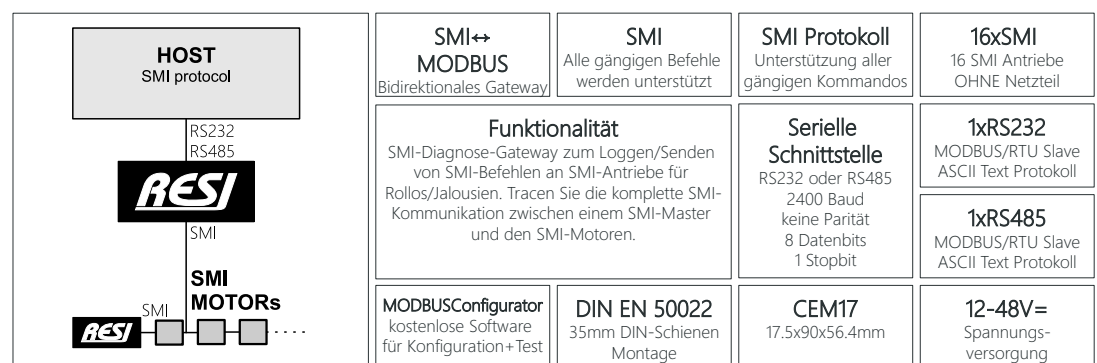 HOST
SMI protocol
RS232
RS485
RESI
SMI
SMI
MOTORs
SMI
RESI
SMI↔
MODBUS
Bidirektionales Gateway
SMI
Alle gängigen Befehle
werden unterstützt
SMI Protokoll
Unterstützung aller
gängigen Kommandos
16xSMI
16 SMI Antriebe
OHNE Netzteil
Funktionalität
SMI-Diagnose-Gateway zum Loggen/Senden
von SMI-Befehlen an SMI-Antriebe für
Rollos/Jalousien. Tracen Sie die komplette SMI-
Kommunikation zwischen einem SMI-Master
und den SMI-Motoren.
Serielle
Schnittstelle
RS232 oder RS485
2400 Baud
keine Parität
8 Datenbits
1 Stopbit
1xRS232
MODBUS/RTU Slave
ASCII Text Protokoll
1xRS485
MODBUS/RTU Slave
ASCII Text Protokoll
MODBUSConfigurator
kostenlose Software
für Konfiguration+Test
DIN EN 50022
35mm DIN-Schienen
Montage
CEM17
17.5x90x56.4mm
12-48V=
Spannungs-
versorgung